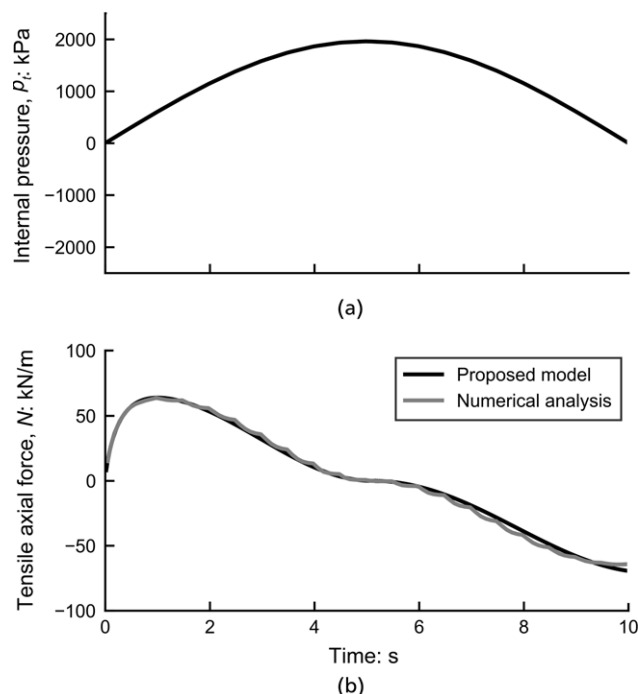 Internal pressure, pᵢ: kPa
2000
1000
0
−1000
−2000
(a)
Tensile axial force, N: kN/m
100
50
0
−50
−100
Proposed model
Numerical analysis
0 2 4 6 8 10
Time: s
(b)